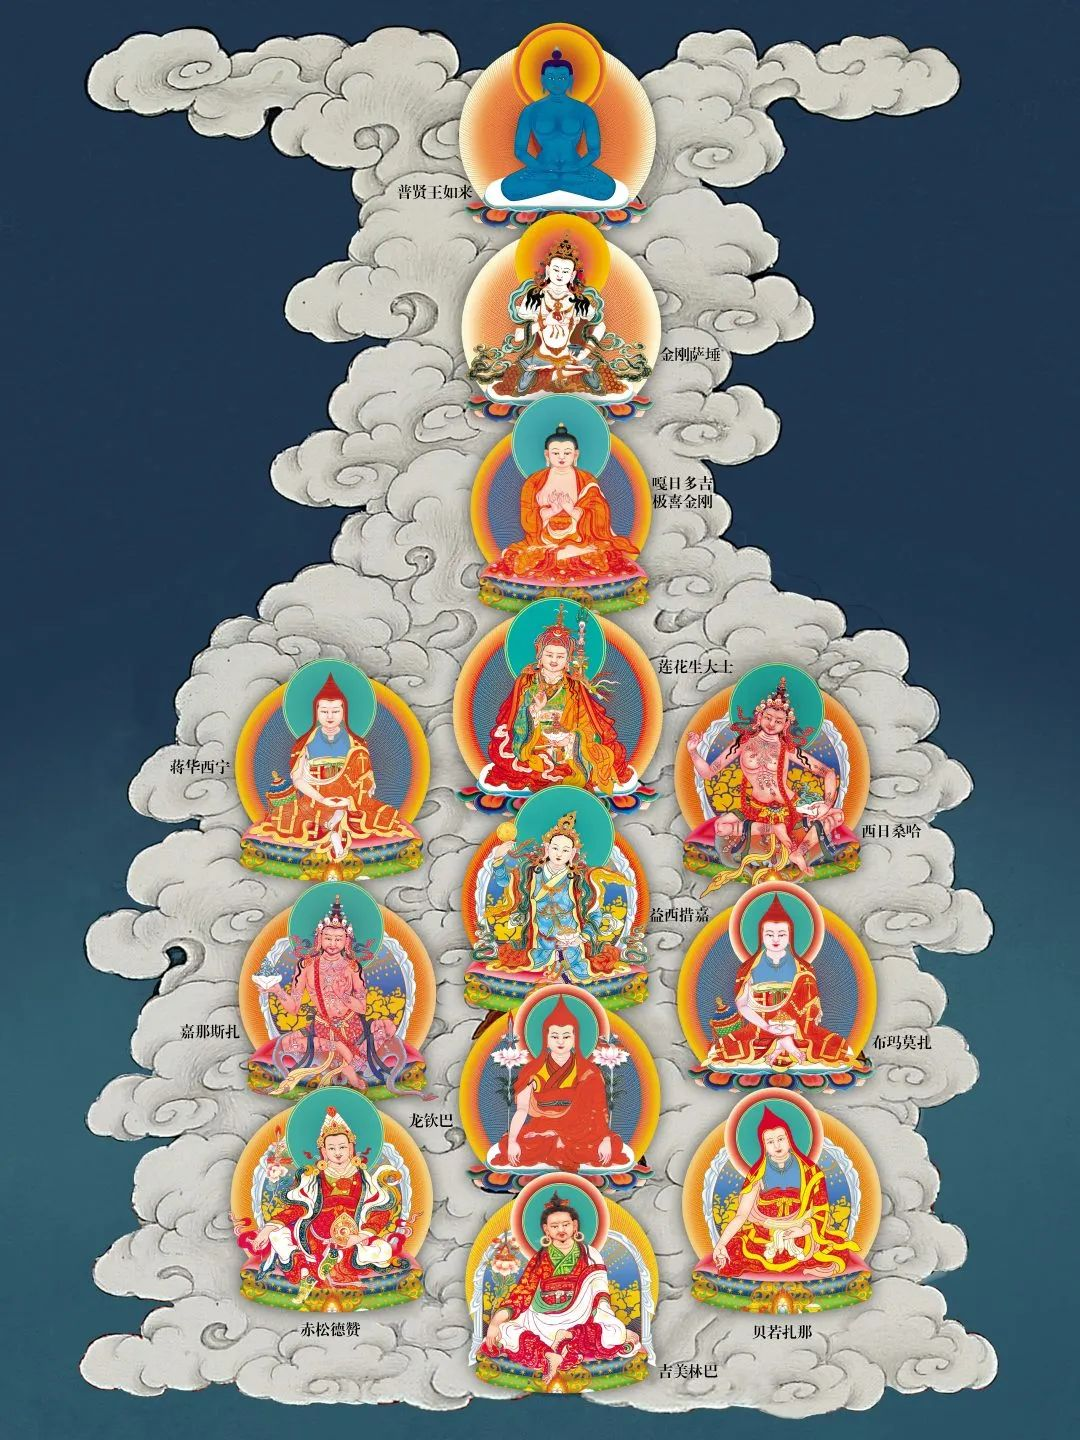 普贤王如来
金刚萨埵
嘎日多吉
极喜金刚
莲花生大士
蒋华西宁
西日桑哈
益西措嘉
嘉那斯扎
布玛莫扎
龙钦巴
赤松德赞
贝若扎那
吉美林巴